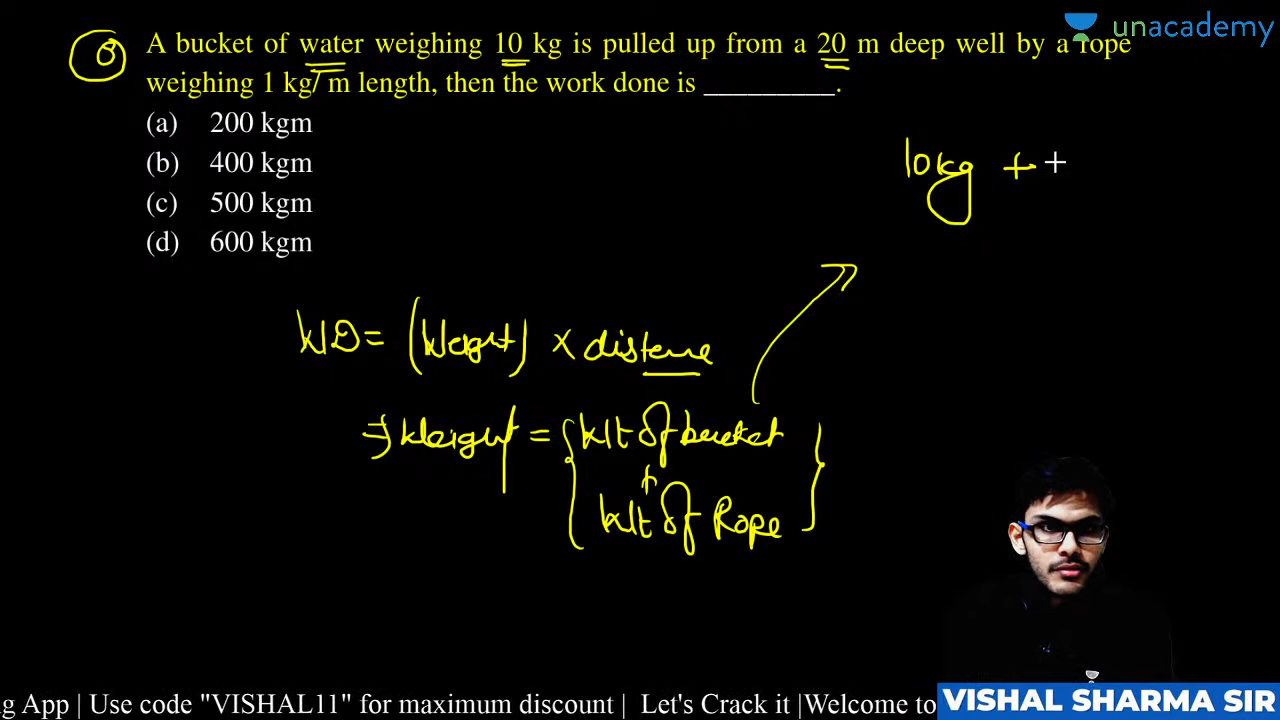 unacademy
Q A bucket of water weighing 10 kg is pulled up from a 20 m deep well by a rope
weighing 1 kg/ m length, then the work done is _________.
(a) 200 kgm
(b) 400 kgm
(c) 500 kgm
(d) 600 kgm
10kg + +
WD = (Weight) × distance
⇒ Weight = { Wt of bucket
+
Wt of Rope }
g App | Use code "VISHAL11" for maximum discount | Let's Crack it |Welcome to
VISHAL SHARMA SIR